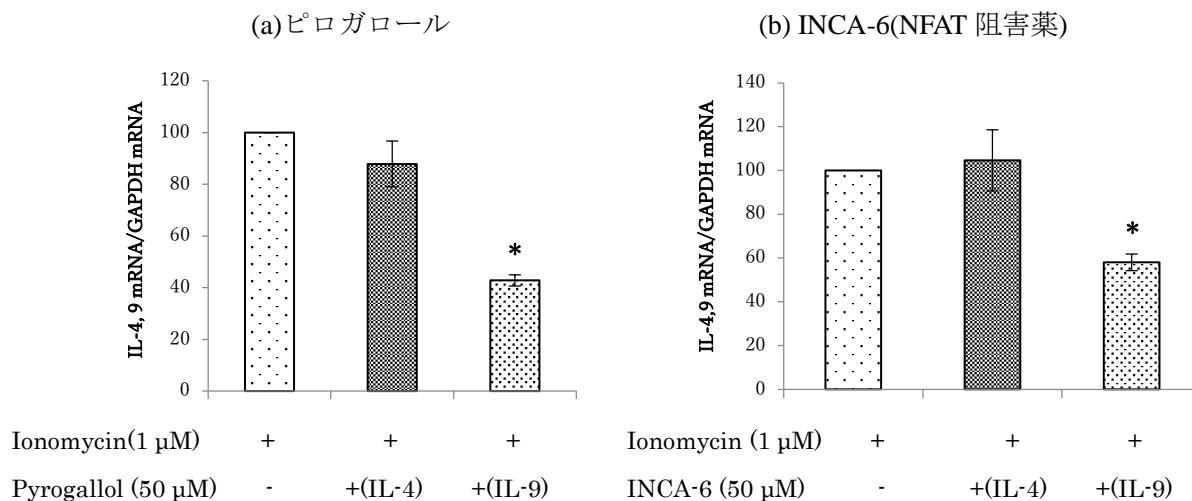 (a)ピロガロール
IL-4, 9 mRNA/GAPDH mRNA
120
100
80
60
40
20
0
*
Ionomycin(1 μM) + + +
Pyrogallol (50 μM) - +(IL-4) +(IL-9)
(b) INCA-6(NFAT 阻害薬)
IL-4,9 mRNA/GAPDH mRNA
140
120
100
80
60
40
20
0
*
Ionomycin (1 μM) + + +
INCA-6 (50 μM) - +(IL-4) +(IL-9)